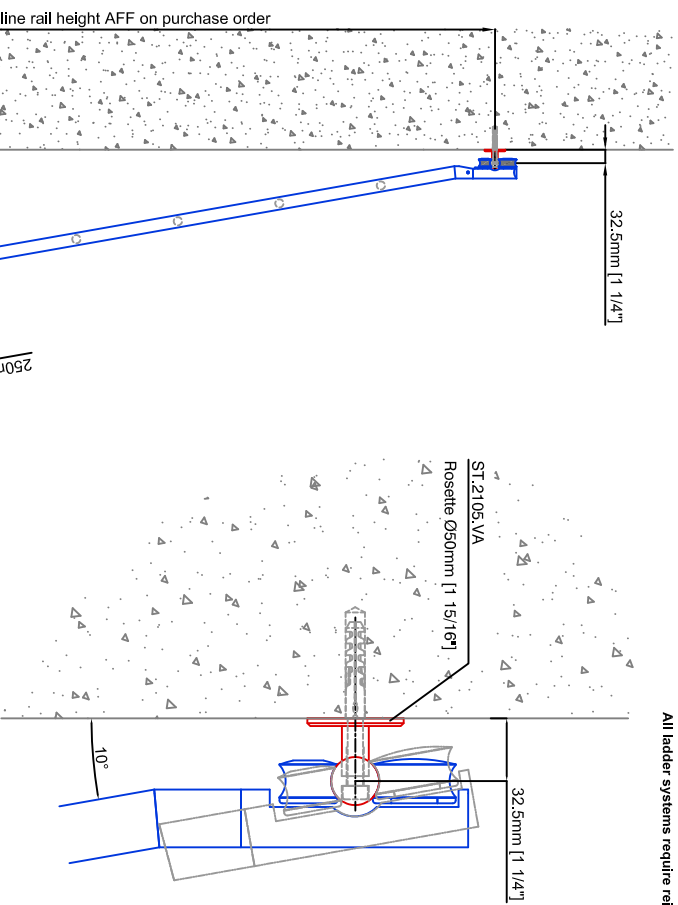 line rail height AFF on purchase order
32.5mm [1 1/4"]
ST.2105.VA
Rosette Ø50mm [1 15/16"]
10°
32.5mm [1 1/4"]
All ladder systems require